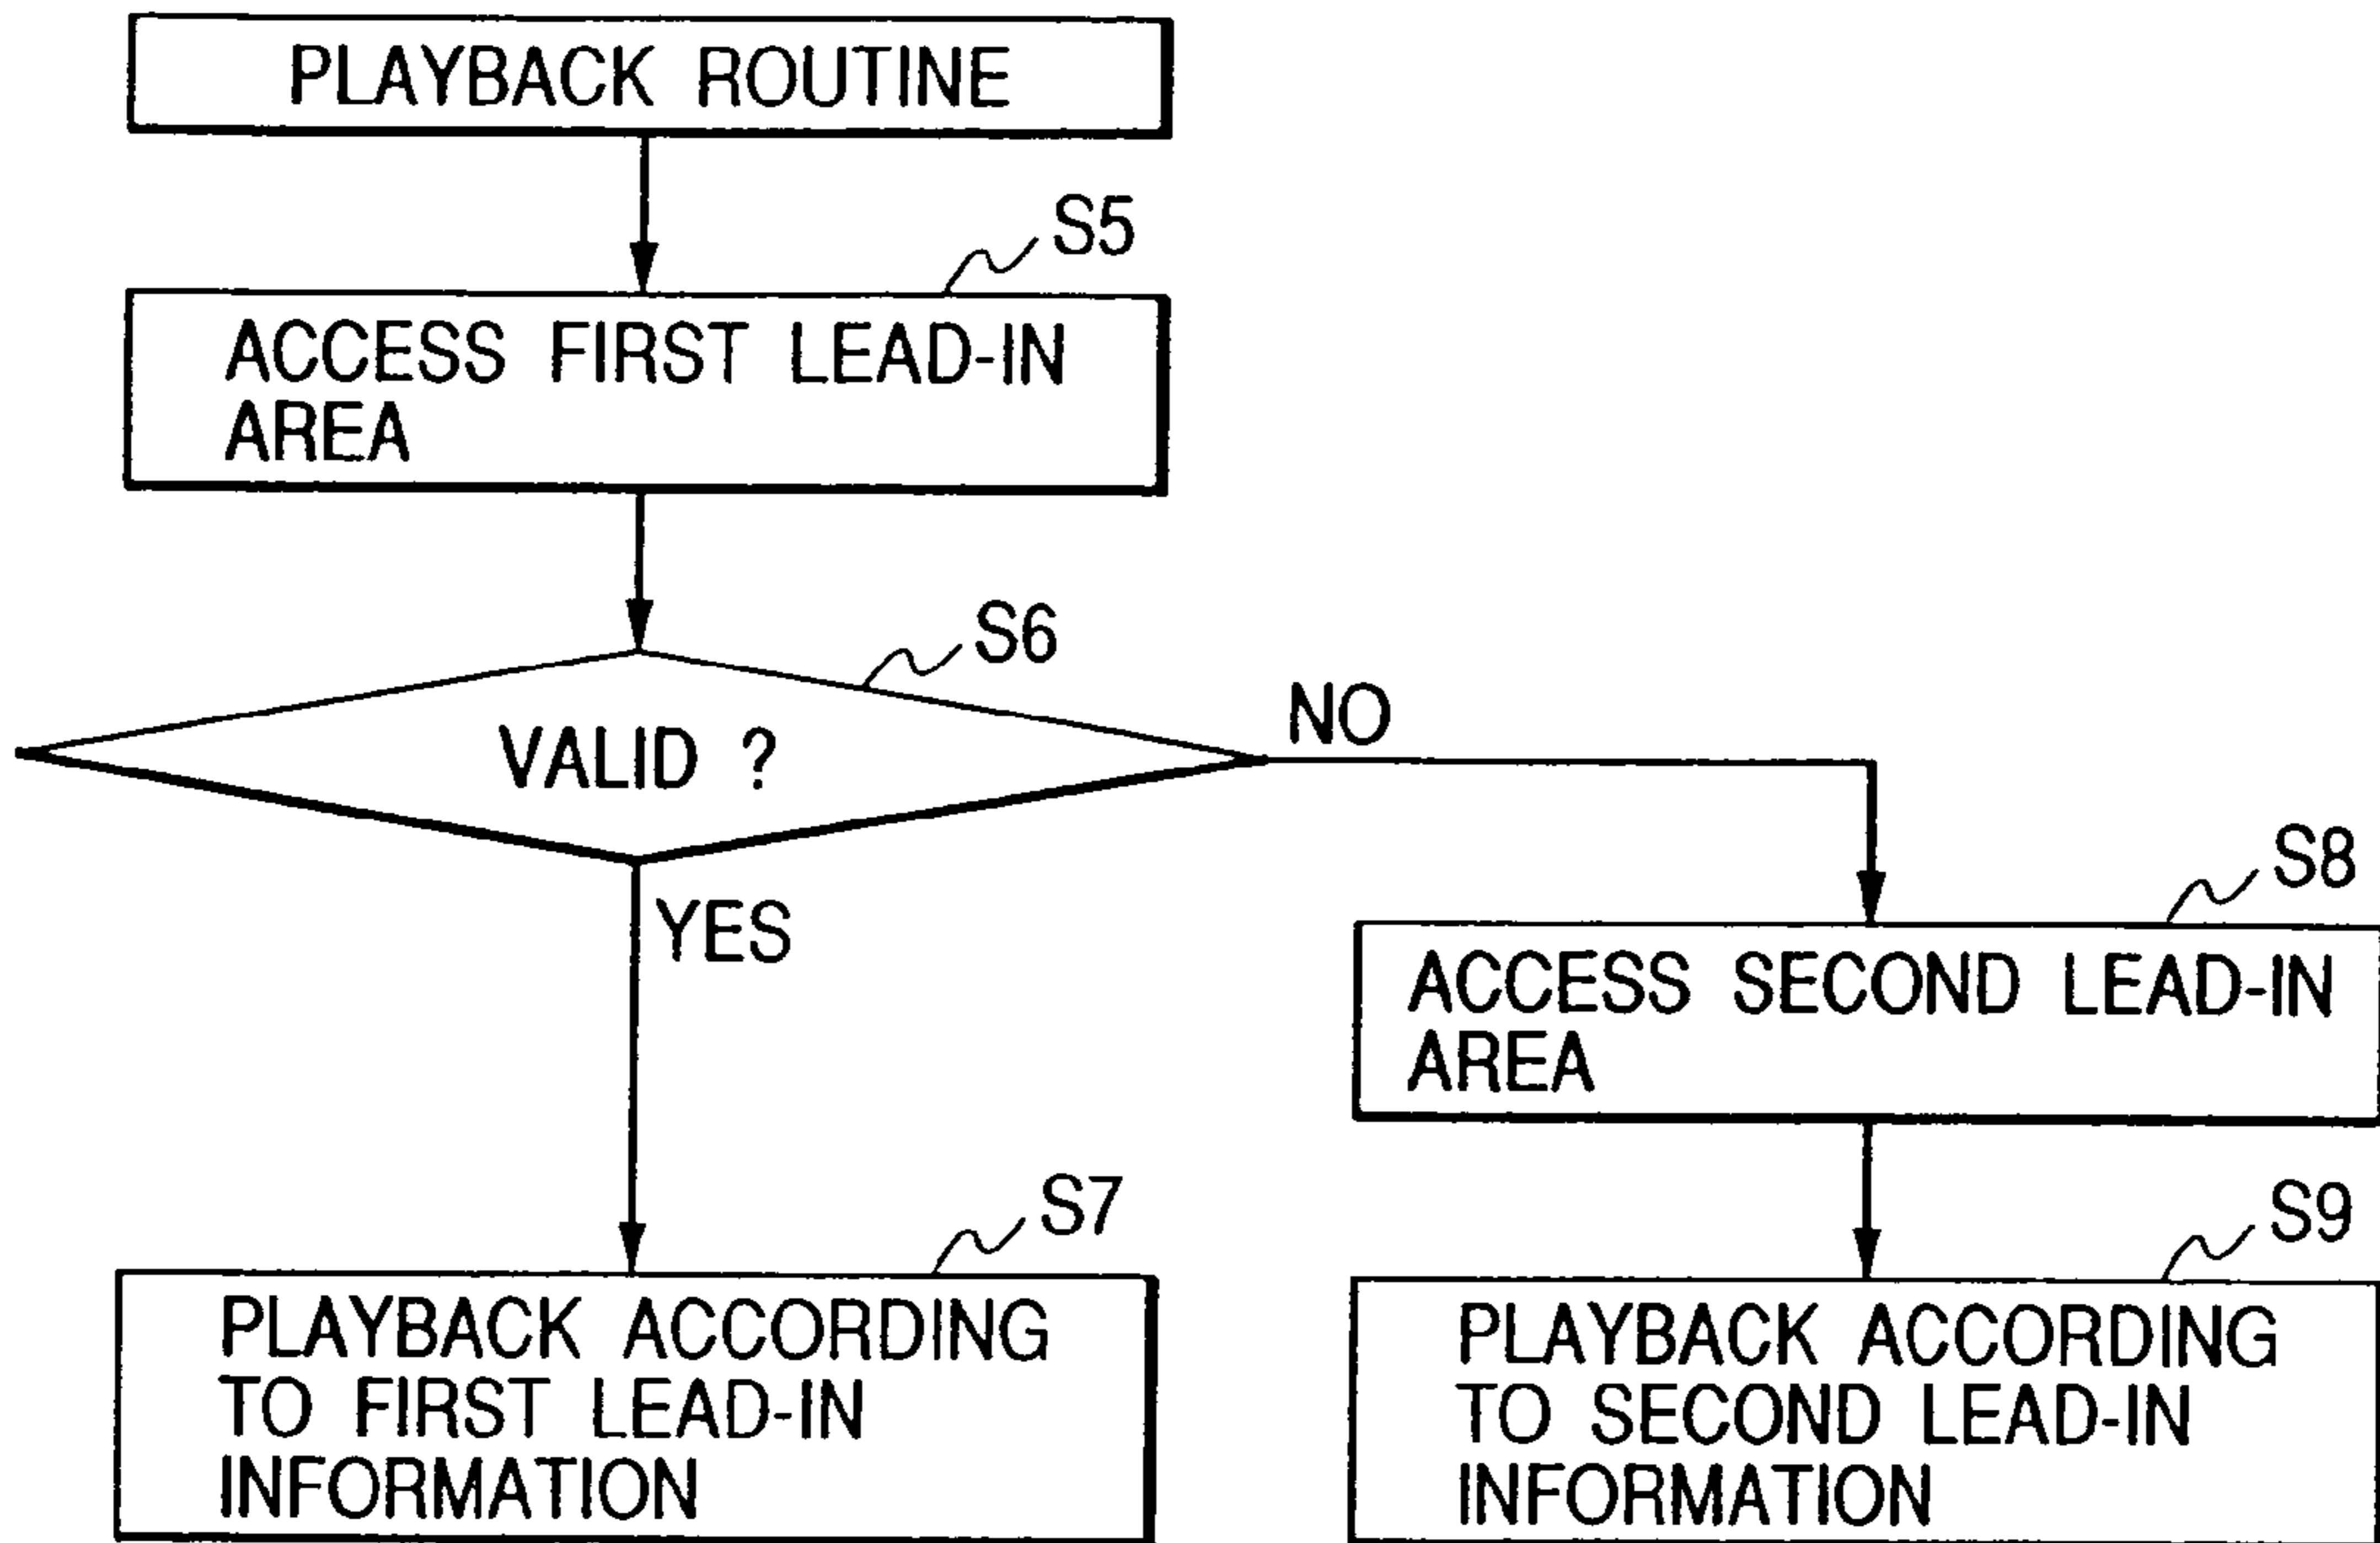 PLAYBACK ROUTINE
S5
ACCESS FIRST LEAD-IN
AREA
S6
VALID ?
NO
YES
S8
ACCESS SECOND LEAD-IN
AREA
S7
PLAYBACK ACCORDING
TO FIRST LEAD-IN
INFORMATION
S9
PLAYBACK ACCORDING
TO SECOND LEAD-IN
INFORMATION